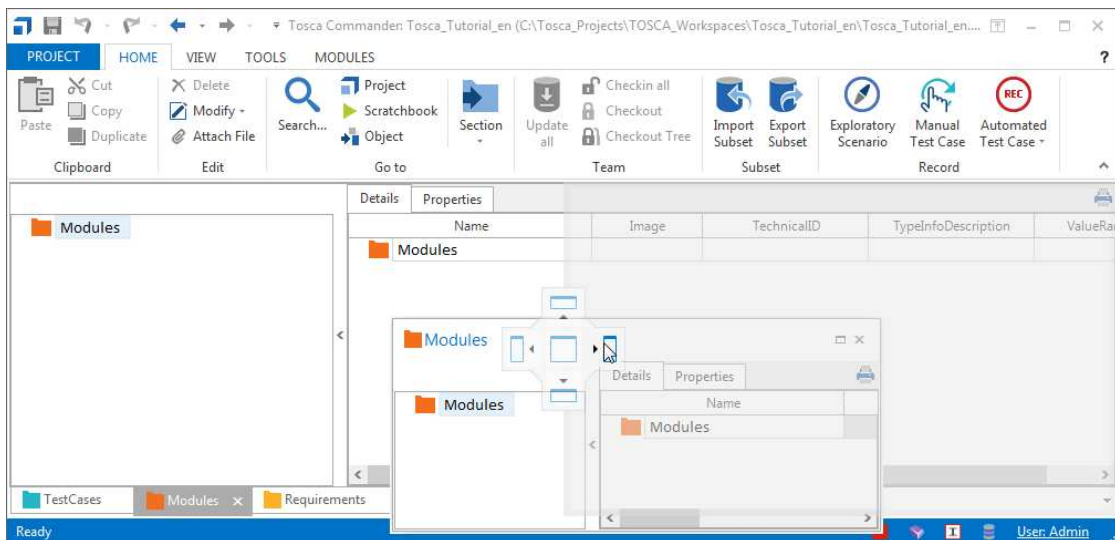 Tosca Commander: Tosca_Tutorial_en (C:\Tosca_Projects\TOSCA_Workspaces\Tosca_Tutorial_en\Tosca_Tutorial_en....
PROJECT HOME VIEW TOOLS MODULES ?
Cut Delete Project Checkin all
Copy Modify Scratchbook Checkout
Paste Duplicate Attach File Search... Object Section Update all Checkout Tree Import Subset Export Subset Exploratory Scenario Manual Test Case REC Automated Test Case
Clipboard Edit Go to Team Subset Record
Details Properties
Modules Name Image TechnicalID TypeInfoDescription ValueRa
Modules
Modules
Details Properties
Modules Name
Modules
TestCases Modules Requirements
Ready User: Admin